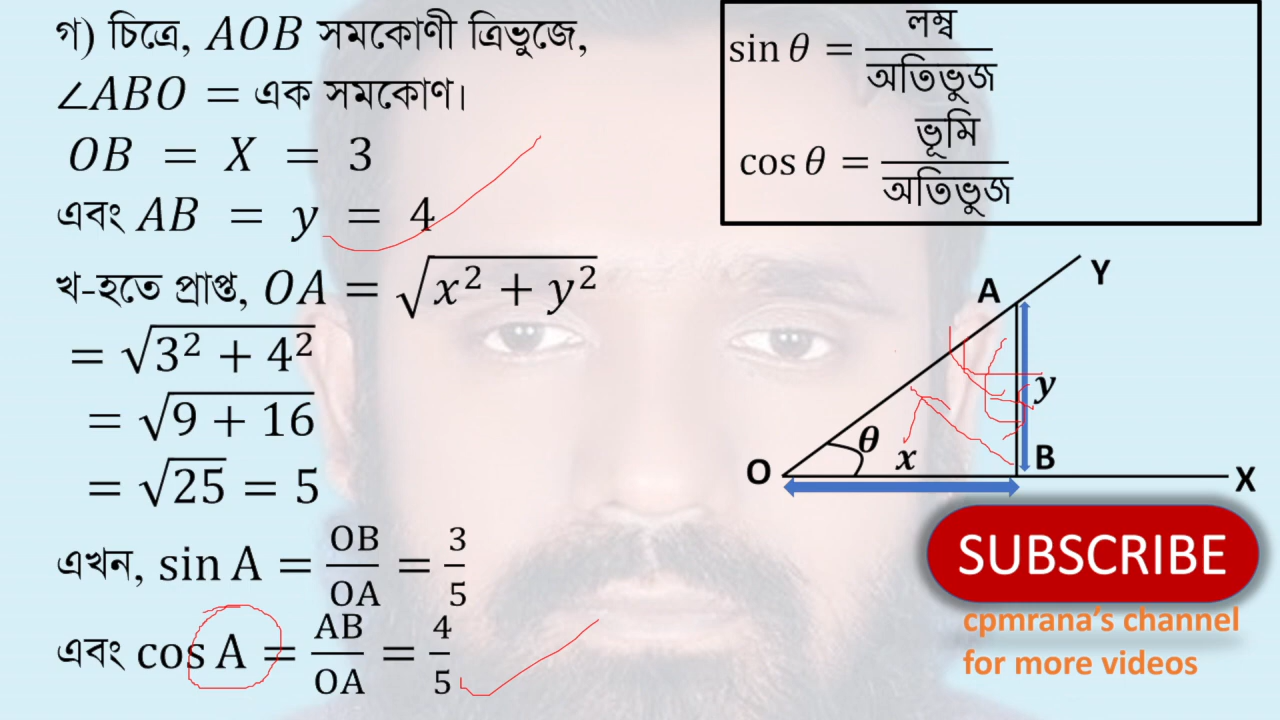 গ) চিত্রে, AOB সমকোণী ত্রিভুজে,
∠ABO = এক সমকোণ।
OB = X = 3
এবং AB = y = 4
খ-হতে প্রাপ্ত, OA = √(x² + y²)
= √(3² + 4²)
= √(9 + 16)
= √25 = 5
এখন, sin A = OB/OA = 3/5
এবং cos A = AB/OA = 4/5
sin θ = লম্ব/অতিভুজ
cos θ = ভূমি/অতিভুজ
A
Y
y
θ
O
x
B
X
SUBSCRIBE
cpmrana's channel
for more videos